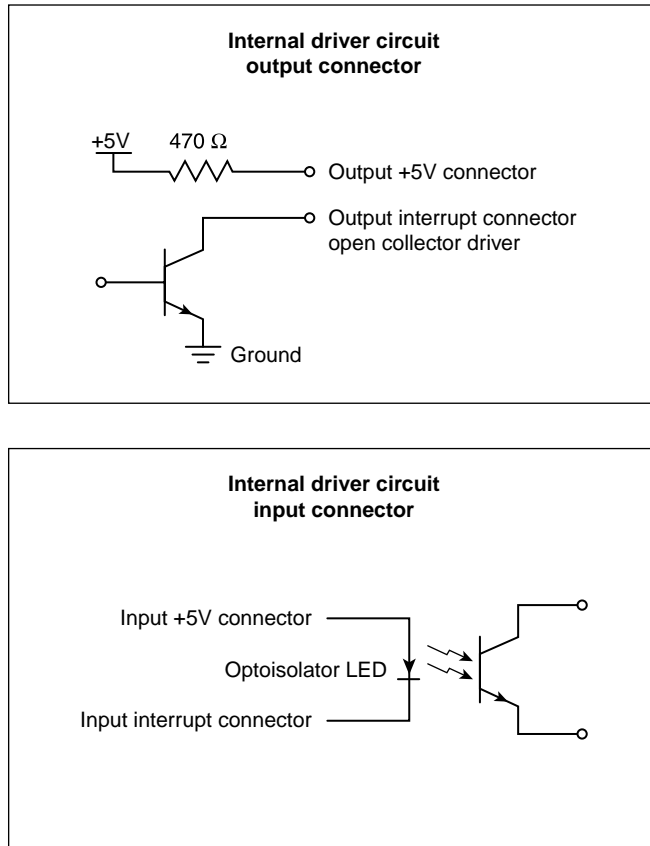 Internal driver circuit
output connector
+5V
470 Ω
Output +5V connector
Output interrupt connector
open collector driver
Ground
Internal driver circuit
input connector
Input +5V connector
Optoisolator LED
Input interrupt connector